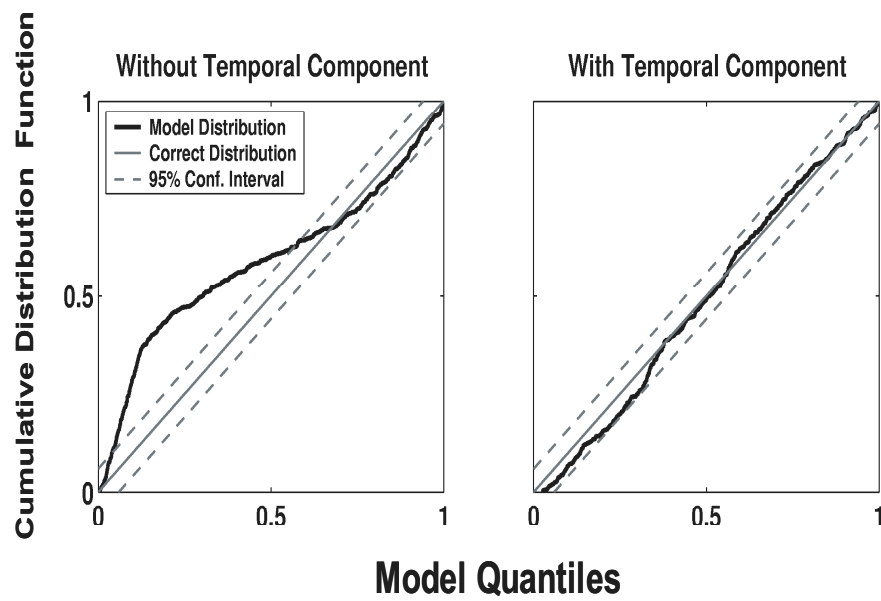 Without Temporal Component
With Temporal Component
Cumulative Distribution Function
1
0.5
0
Model Distribution
Correct Distribution
95% Conf. Interval
0
0.5
1
0
0.5
1
Model Quantiles